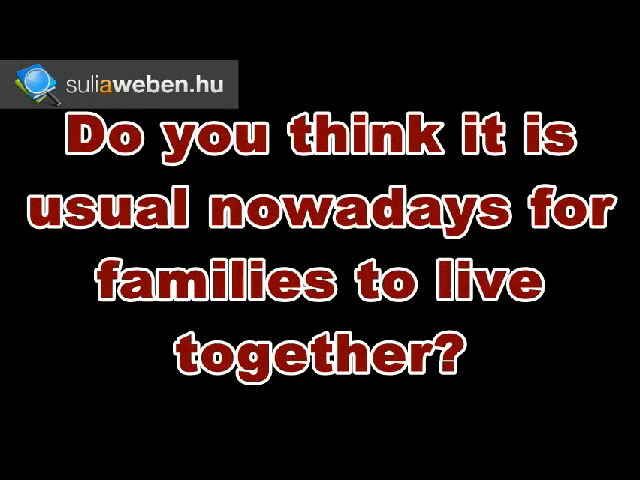 suliaweben.hu
Do you think it is
usual nowadays for
families to live
together?